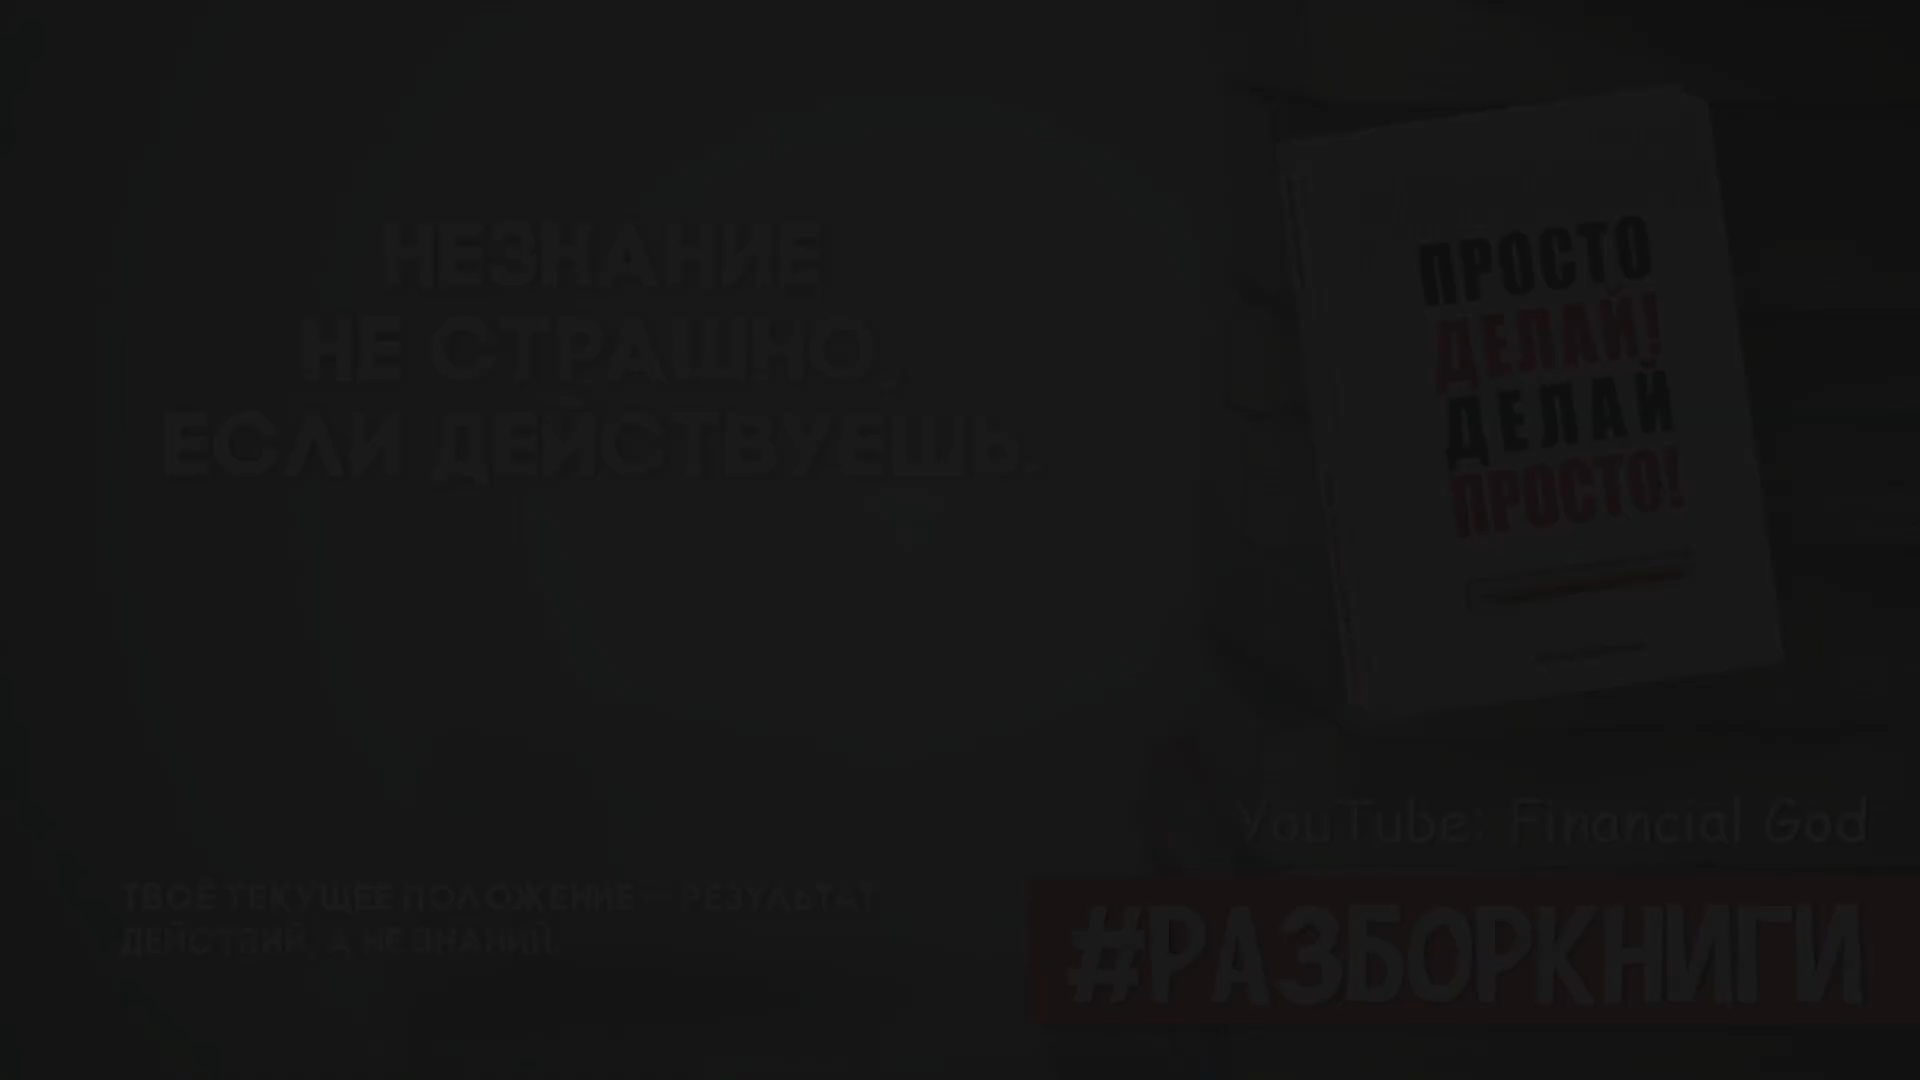 НЕЗНАНИЕ
НЕ СТРАШНО,
ЕСЛИ ДЕЙСТВУЕШЬ.
ПРОСТО
ДЕЛАЙ!
ДЕЛАЙ
ПРОСТО!
YouTube: Financial God
ТВОЁ ТЕКУЩЕЕ ПОЛОЖЕНИЕ — РЕЗУЛЬТАТ
ДЕЙСТВИЙ, А НЕ ЗНАНИЙ.
#РАЗБОРКНИГИ